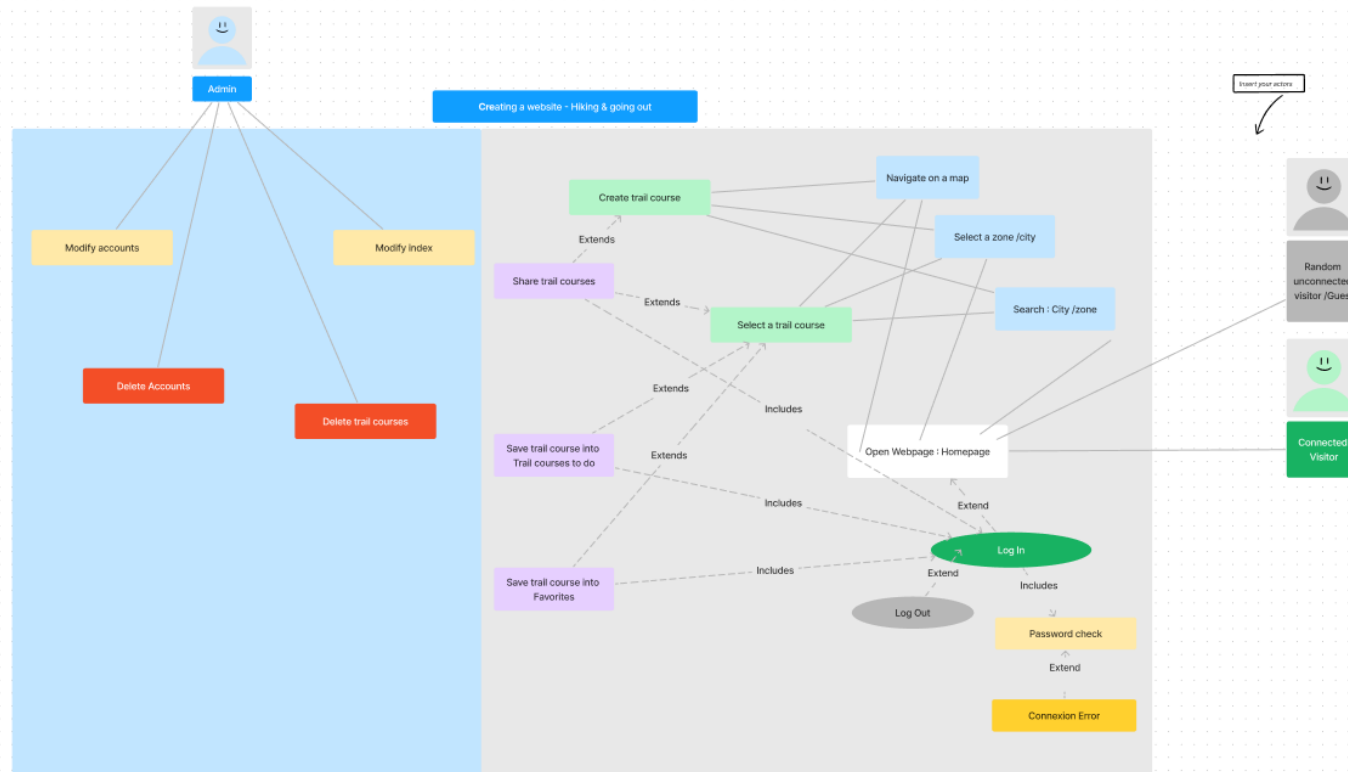 Admin
Creating a website - Hiking & going out
Insert your actors
Modify accounts
Modify index
Delete Accounts
Delete trail courses
Create trail course
Navigate on a map
Select a zone /city
Extends
Share trail courses
Extends
Search : City /zone
Select a trail course
Extends
Includes
Save trail course into
Trail courses to do
Extends
Open Webpage : Homepage
Includes
Extend
Log In
Save trail course into
Favorites
Includes
Extend
Includes
Log Out
Password check
Extend
Connexion Error
Random
unconnected
visitor /Gues
Connected
Visitor